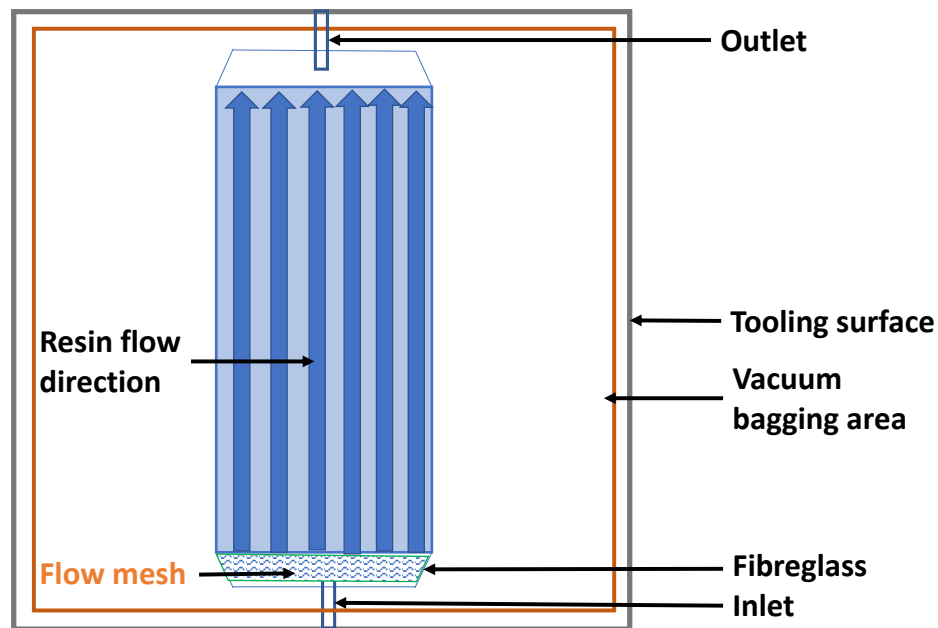 Outlet
Resin flow
direction
Tooling surface
Vacuum
bagging area
Flow mesh
Fibreglass
Inlet